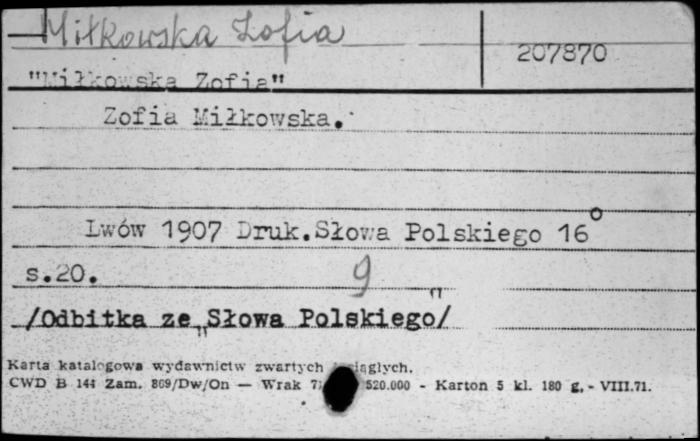 Miłkowska Zofia
207870
"Miłkowska Zofia"
Zofia Miłkowska.
Lwów 1907 Druk.Słowa Polskiego 16°
s.20.
9
/Odbitka ze „Słowa Polskiego"/
Karta katalogowa wydawnictw zwartych
CWD B 144 Zam. 869/Dw/On — Wrak 520.000 - Karton 5 kl. 180 g. - VIII.71.